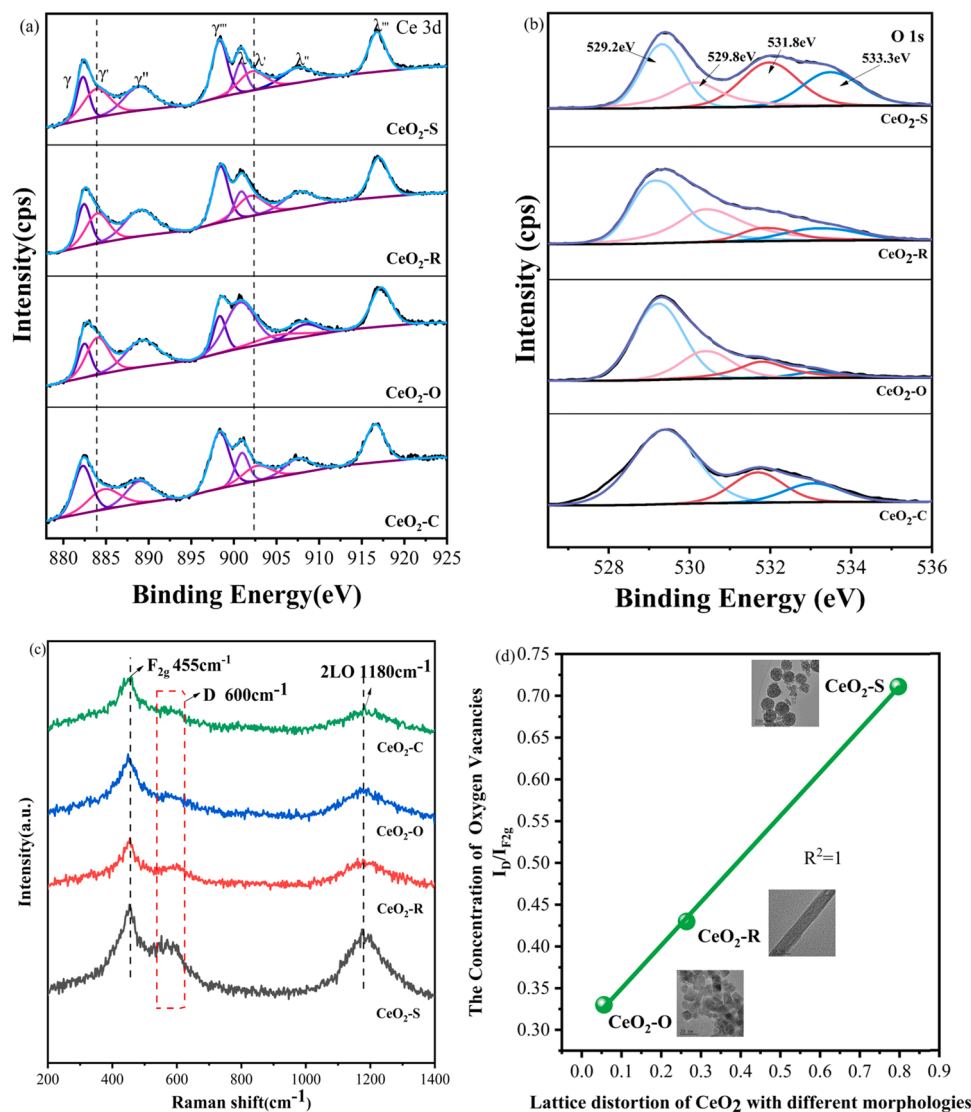 (a)
Ce 3d
γ
γ'
γ''
γ'''
λ
λ'
λ''
λ'''
CeO₂-S
CeO₂-R
CeO₂-O
CeO₂-C
Intensity(cps)
880 885 890 895 900 905 910 915 920 925
Binding Energy(eV)
(b)
O 1s
529.2eV
529.8eV
531.8eV
533.3eV
CeO₂-S
CeO₂-R
CeO₂-O
CeO₂-C
Intensity (cps)
528 530 532 534 536
Binding Energy (eV)
(c)
F₂g 455cm⁻¹
D 600cm⁻¹
2LO 1180cm⁻¹
CeO₂-C
CeO₂-O
CeO₂-R
CeO₂-S
Intensity(a.u.)
200 400 600 800 1000 1200 1400
Raman shift(cm⁻¹)
(d)
The Concentration of Oxygen Vacancies
I_D/I_F2g
0.75
0.70
0.65
0.60
0.55
0.50
0.45
0.40
0.35
0.30
CeO₂-S
R²=1
CeO₂-R
CeO₂-O
0.0 0.1 0.2 0.3 0.4 0.5 0.6 0.7 0.8 0.9
Lattice distortion of CeO₂ with different morphologies